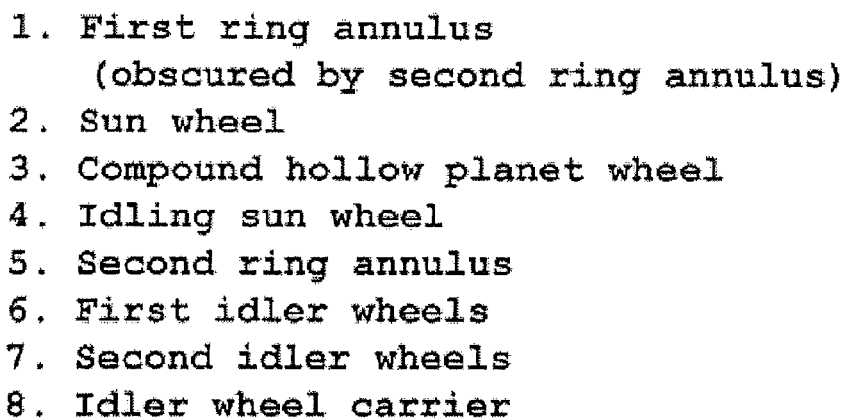 1. First ring annulus
(obscured by second ring annulus)
2. Sun wheel
3. Compound hollow planet wheel
4. Idling sun wheel
5. Second ring annulus
6. First idler wheels
7. Second idler wheels
8. Idler wheel carrier